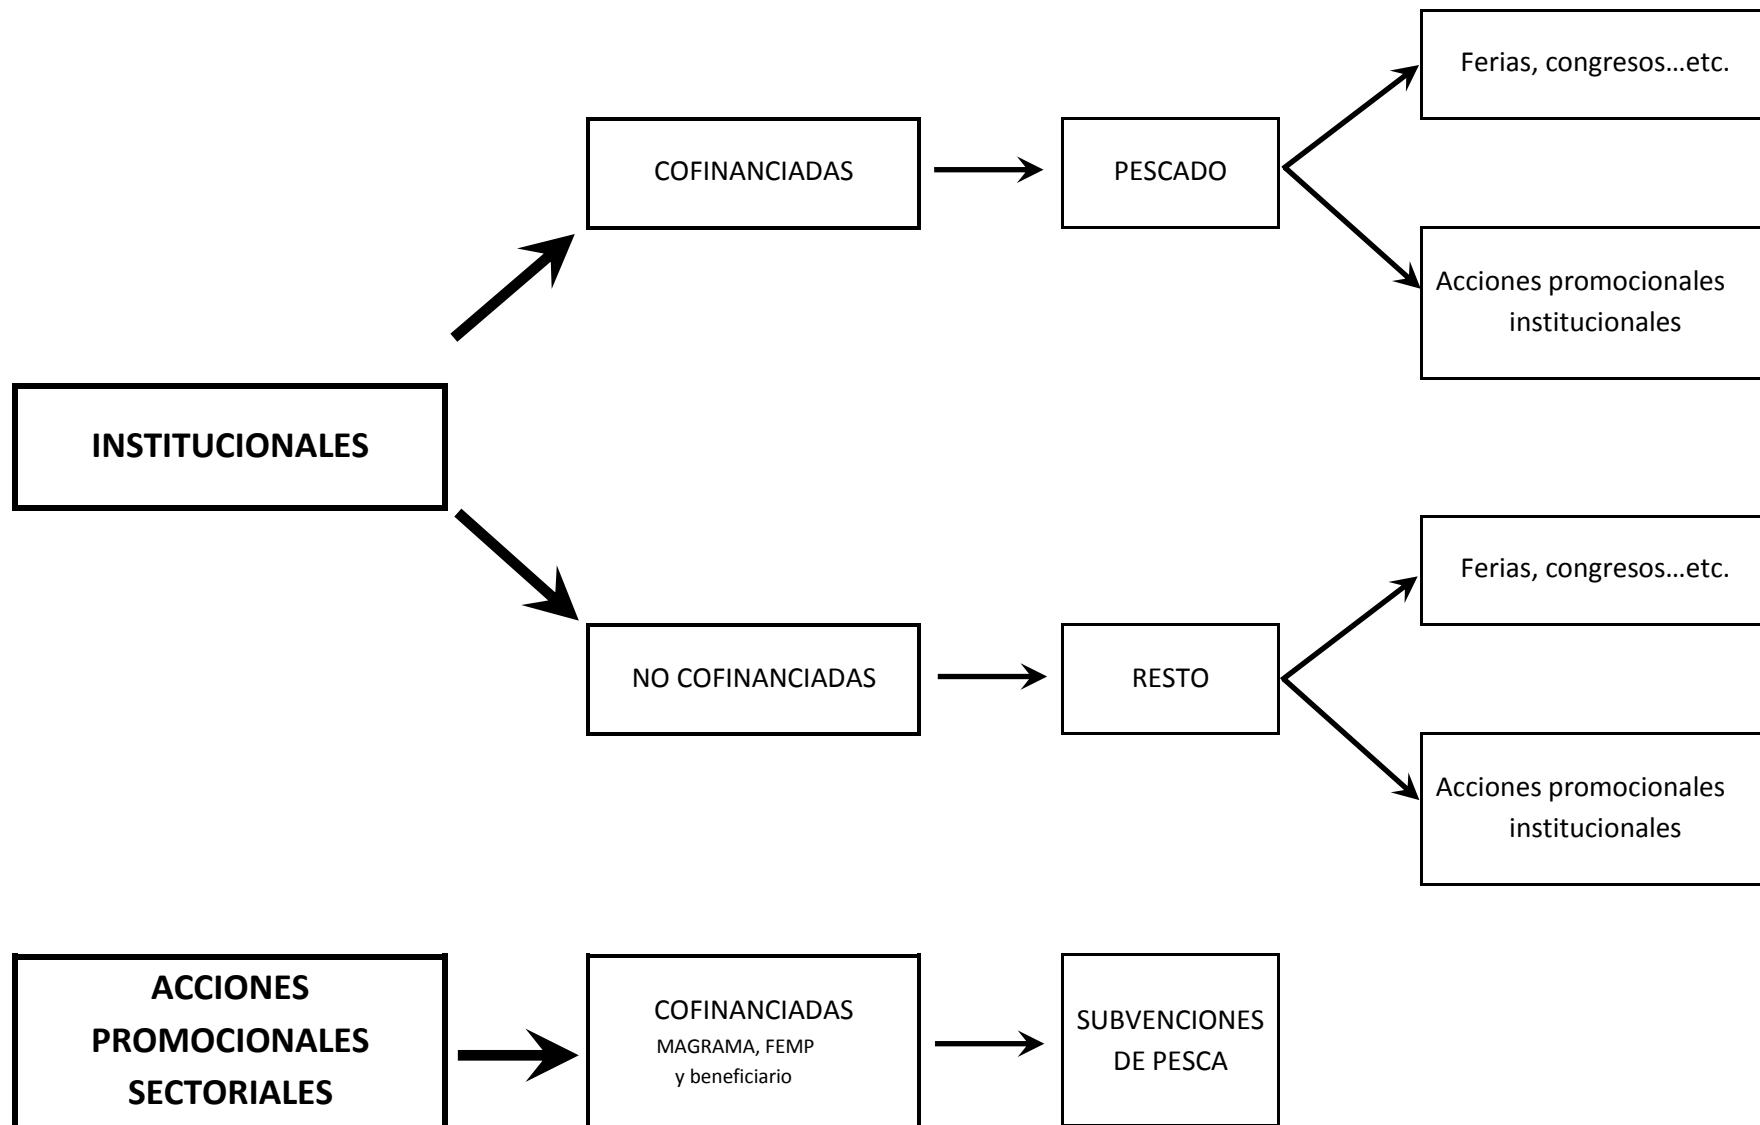 Ferias, congresos...etc.
COFINANCIADAS
PESCADO
Acciones promocionales
institucionales
INSTITUCIONALES
Ferias, congresos...etc.
NO COFINANCIADAS
RESTO
Acciones promocionales
institucionales
ACCIONES
PROMOCIONALES
SECTORIALES
COFINANCIADAS
MAGRAMA, FEMP
y beneficiario
SUBVENCIONES
DE PESCA